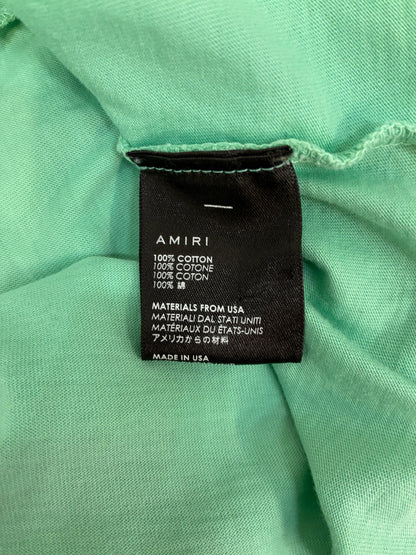 AMIRI
100% COTTON
100% COTONE
100% COTON
100% 綿
MATERIALS FROM USA
MATERIALI DAL STATI UNITI
MATÉRIAUX DU ÉTATS-UNIS
アメリカからの材料
MADE IN USA